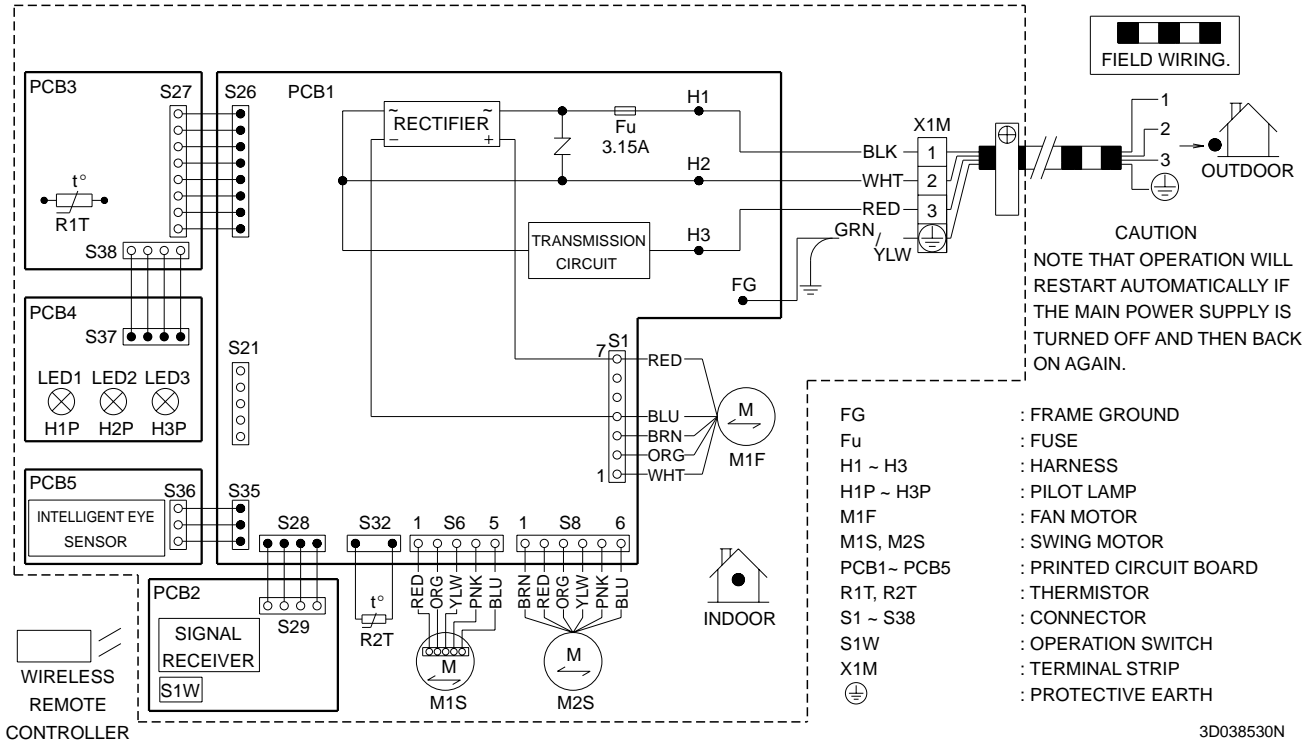 PCB3
S27
S26
PCB1
t°
R1T
S38
PCB4
S37
LED1 LED2 LED3
H1P H2P H3P
S21
PCB5
S36
S35
INTELLIGENT EYE
SENSOR
~ ~
RECTIFIER
− +
Fu
3.15A
H1
H2
H3
TRANSMISSION
CIRCUIT
FG
BLK
WHT
RED
GRN/
YLW
X1M
1
2
3
FIELD WIRING.
1
2
3
OUTDOOR
CAUTION
NOTE THAT OPERATION WILL
RESTART AUTOMATICALLY IF
THE MAIN POWER SUPPLY IS
TURNED OFF AND THEN BACK
ON AGAIN.
7 S1
RED
BLU
BRN
ORG
1 WHT
M
M1F
S28
S32
1 S6 5
1 S8 6
PCB2
S29
SIGNAL
RECEIVER
S1W
t°
R2T
RED ORG YLW PNK BLU
M
M1S
BRN RED ORG YLW PNK BLU
M
M2S
INDOOR
WIRELESS
REMOTE
CONTROLLER
FG : FRAME GROUND
Fu : FUSE
H1 ~ H3 : HARNESS
H1P ~ H3P : PILOT LAMP
M1F : FAN MOTOR
M1S, M2S : SWING MOTOR
PCB1~ PCB5 : PRINTED CIRCUIT BOARD
R1T, R2T : THERMISTOR
S1 ~ S38 : CONNECTOR
S1W : OPERATION SWITCH
X1M : TERMINAL STRIP
: PROTECTIVE EARTH
3D038530N